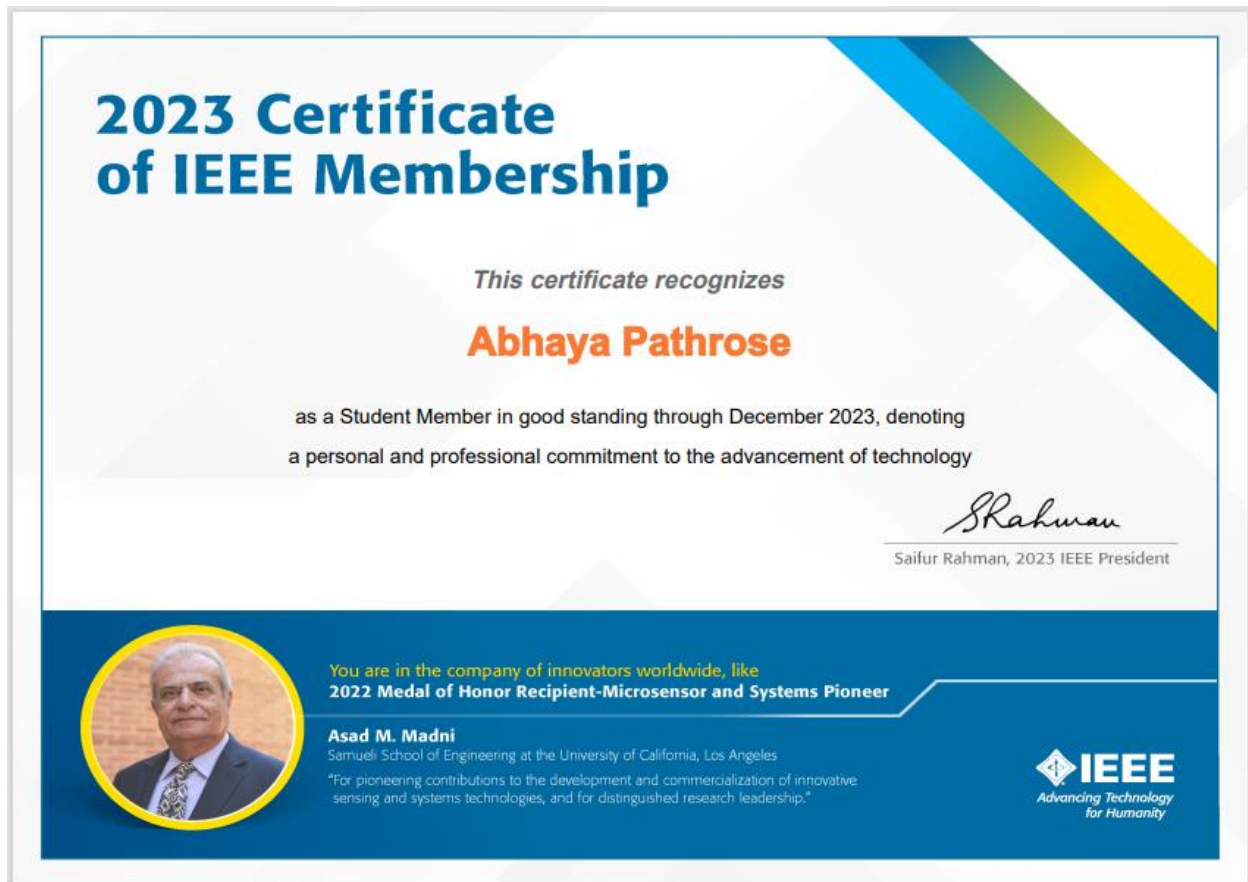 2023 Certificate
of IEEE Membership
This certificate recognizes
Abhaya Pathrose
as a Student Member in good standing through December 2023, denoting
a personal and professional commitment to the advancement of technology
SRahman
Saifur Rahman, 2023 IEEE President
You are in the company of innovators worldwide, like
2022 Medal of Honor Recipient-Microsensor and Systems Pioneer
Asad M. Madni
Samueli School of Engineering at the University of California, Los Angeles
“For pioneering contributions to the development and commercialization of innovative
sensing and systems technologies, and for distinguished research leadership.”
IEEE
Advancing Technology
for Humanity